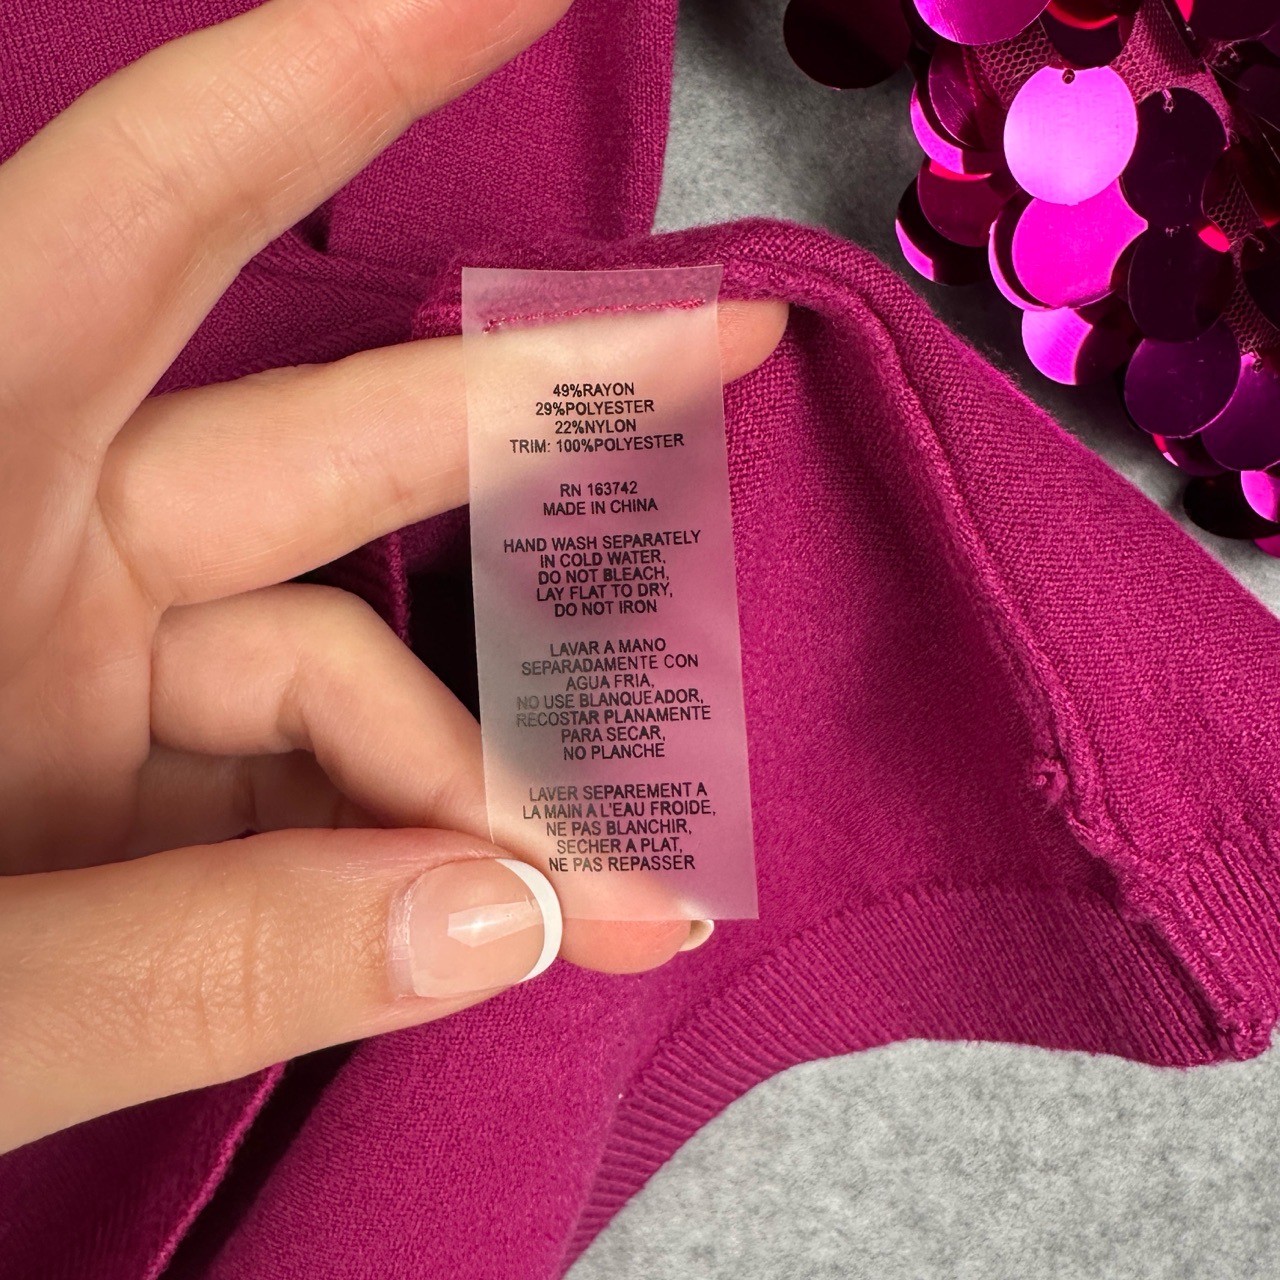 49%RAYON
29%POLYESTER
22%NYLON
TRIM: 100%POLYESTER
RN 163742
MADE IN CHINA
HAND WASH SEPARATELY
IN COLD WATER,
DO NOT BLEACH,
LAY FLAT TO DRY,
DO NOT IRON
LAVAR A MANO
SEPARADAMENTE CON
AGUA FRIA,
NO USE BLANQUEADOR,
RECOSTAR PLANAMENTE
PARA SECAR,
NO PLANCHE
LAVER SEPAREMENT A
LA MAIN A L'EAU FROIDE,
NE PAS BLANCHIR,
SECHER A PLAT,
NE PAS REPASSER